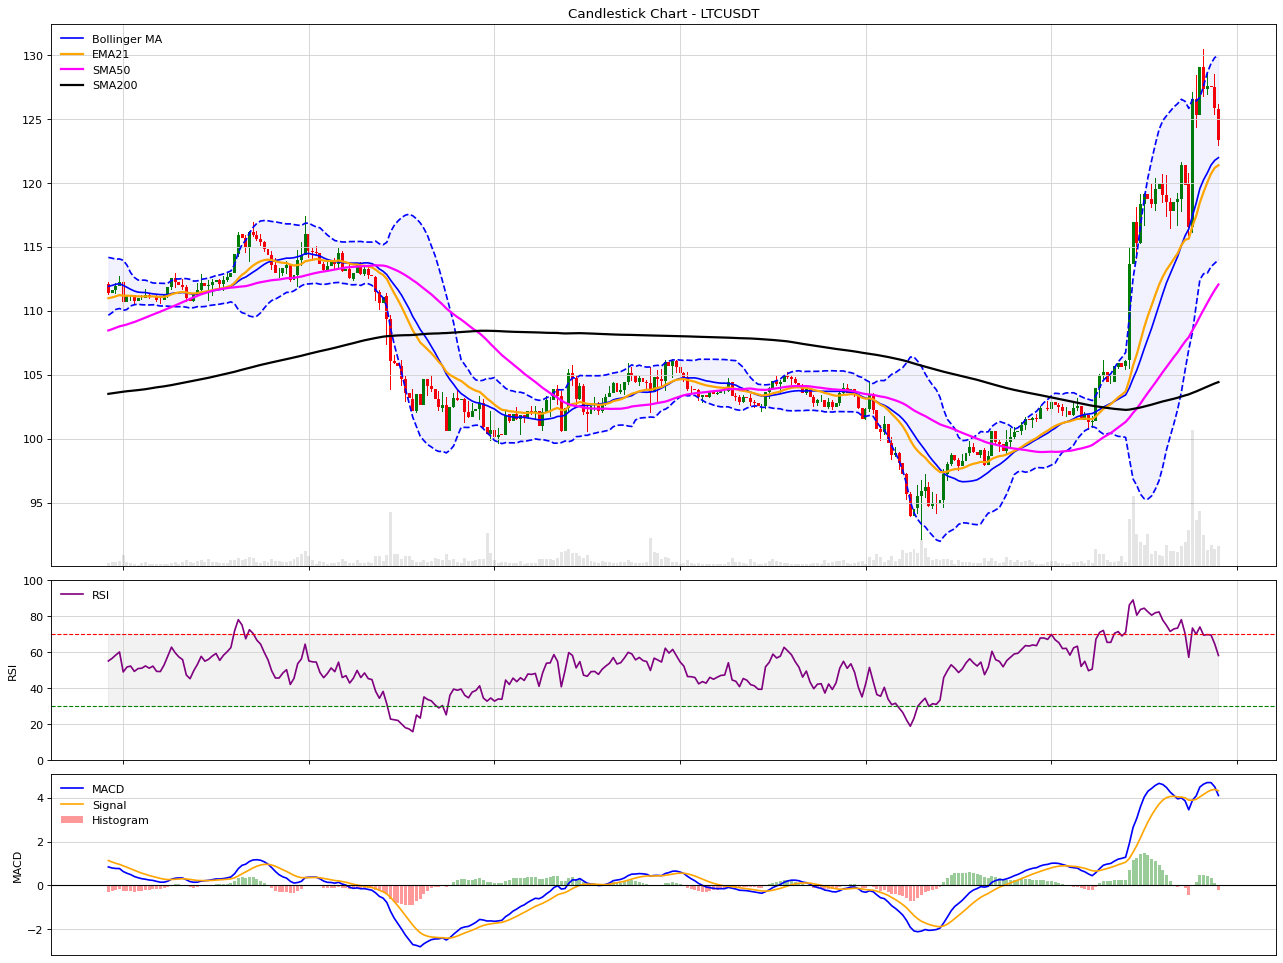 Candlestick Chart - LTCUSDT
Bollinger MA
EMA21
SMA50
SMA200
130
125
120
115
110
105
100
95
RSI
100
80
60
40
20
0
RSI
MACD
Signal
Histogram
4
2
0
−2
MACD